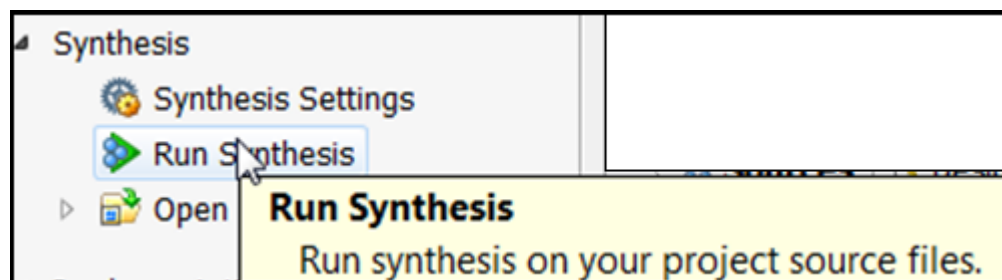 Synthesis
Synthesis Settings
Run Synthesis
Open
Run Synthesis
Run synthesis on your project source files.